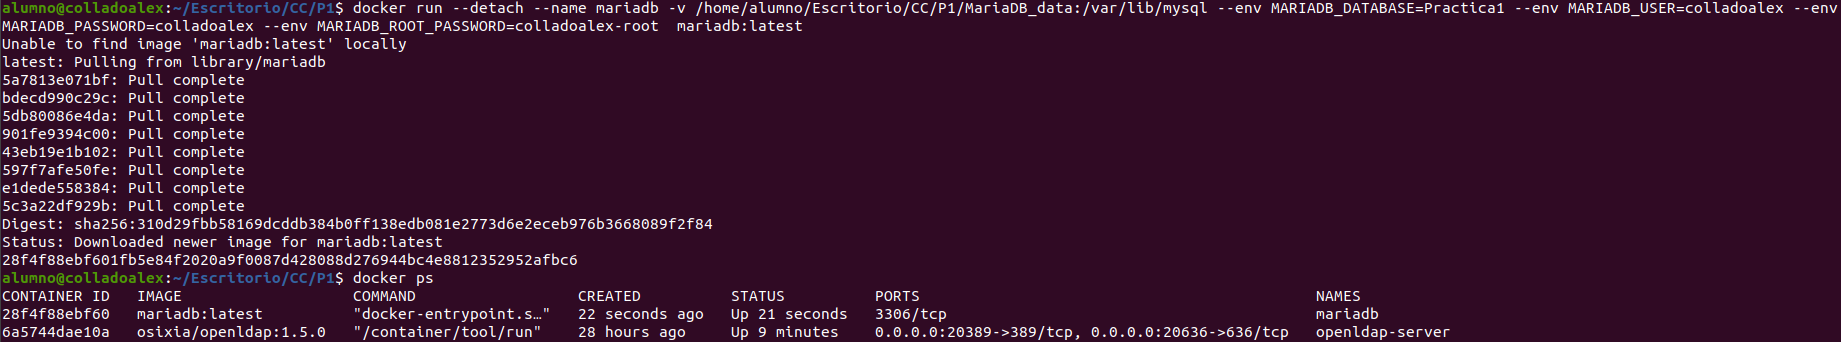 alumno@colladoalex:~/Escritorio/CC/P1$ docker run --detach --name mariadb -v /home/alumno/Escritorio/CC/P1/MariaDB_data:/var/lib/mysql --env MARIADB_DATABASE=Practica1 --env MARIADB_USER=colladoalex --env
MARIADB_PASSWORD=colladoalex --env MARIADB_ROOT_PASSWORD=colladoalex-root  mariadb:latest
Unable to find image 'mariadb:latest' locally
latest: Pulling from library/mariadb
5a7813e071bf: Pull complete
bdecd990c29c: Pull complete
5db80086e4da: Pull complete
901fe9394c00: Pull complete
43eb19e1b102: Pull complete
597f7afe50fe: Pull complete
e1dede558384: Pull complete
5c3a22df929b: Pull complete
Digest: sha256:310d29fbb58169dcddb384b0ff138edb081e2773d6e2eceb976b3668089f2f84
Status: Downloaded newer image for mariadb:latest
28f4f88ebf601fb5e84f2020a9f0087d428088d276944bc4e8812352952afbc6
alumno@colladoalex:~/Escritorio/CC/P1$ docker ps
CONTAINER ID   IMAGE                   COMMAND                  CREATED          STATUS          PORTS                                            NAMES
28f4f88ebf60   mariadb:latest          "docker-entrypoint.s…"   22 seconds ago   Up 21 seconds   3306/tcp                                         mariadb
6a5744dae10a   osixia/openldap:1.5.0   "/container/tool/run"    28 hours ago     Up 9 minutes    0.0.0.0:20389->389/tcp, 0.0.0.0:20636->636/tcp   openldap-server